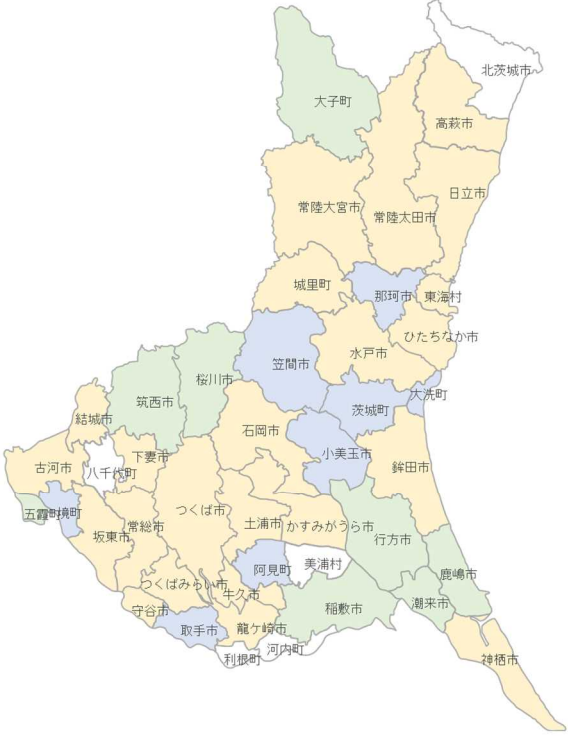 北茨城市
大子町
高萩市
日立市
常陸大宮市
常陸太田市
城里町
那珂市
東海村
ひたちなか市
水戸市
笠間市
桜川市
大洗町
筑西市
茨城町
結城市
石岡市
小美玉市
下妻市
古河市
八千代町
鉾田市
五霞町
境町
つくば市
坂東市
常総市
土浦市
かすみがうら市
行方市
美浦村
阿見町
鹿嶋市
つくばみらい市
牛久市
守谷市
稲敷市
潮来市
取手市
龍ケ崎市
河内町
利根町
神栖市